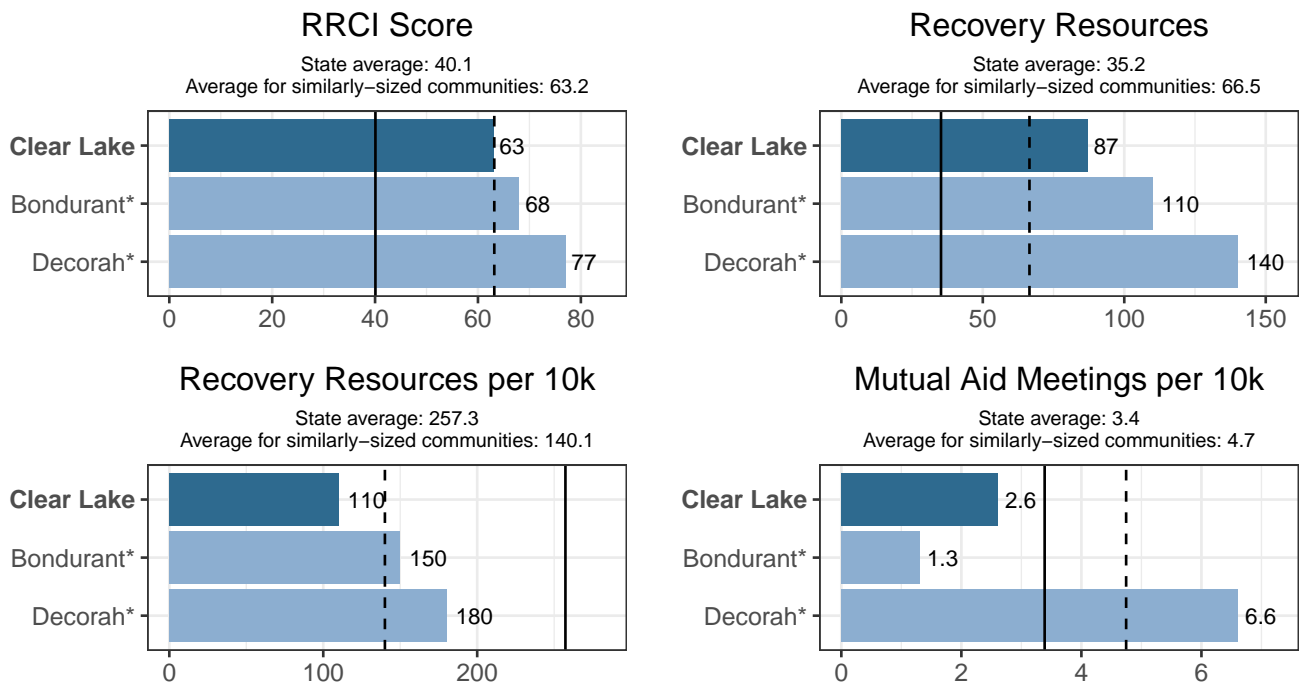 RRCI Score
State average: 40.1
Average for similarly−sized communities: 63.2
Clear Lake
63
Bondurant*
68
Decorah*
77
0 20 40 60 80
Recovery Resources
State average: 35.2
Average for similarly−sized communities: 66.5
Clear Lake
87
Bondurant*
110
Decorah*
140
0 50 100 150
Recovery Resources per 10k
State average: 257.3
Average for similarly−sized communities: 140.1
Clear Lake
110
Bondurant*
150
Decorah*
180
0 100 200
Mutual Aid Meetings per 10k
State average: 3.4
Average for similarly−sized communities: 4.7
Clear Lake
2.6
Bondurant*
1.3
Decorah*
6.6
0 2 4 6